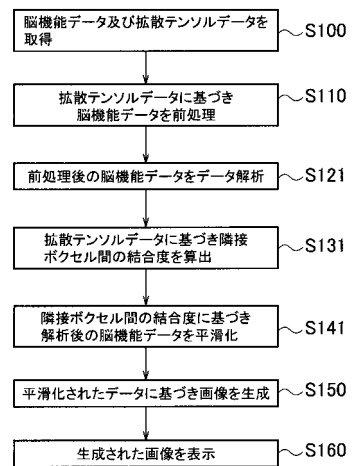 脳機能データ及び拡散テンソルデータを
取得
S100
拡散テンソルデータに基づき
脳機能データを前処理
S110
前処理後の脳機能データをデータ解析
S121
拡散テンソルデータに基づき隣接
ボクセル間の結合度を算出
S131
隣接ボクセル間の結合度に基づき
解析後の脳機能データを平滑化
S141
平滑化されたデータに基づき画像を生成
S150
生成された画像を表示
S160